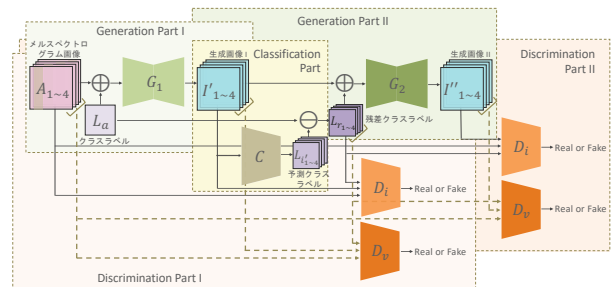 Generation Part I
Generation Part II
メルスペクトロ
グラム画像
生成画像 I
Classification
Part
生成画像 II
Discrimination
Part II
A1~4
G1
I'1~4
G2
I''1~4
La
クラスラベル
Lr1~4
残差クラスラベル
C
Li'1~4
予測クラス
ラベル
Di
Real or Fake
Di
Real or Fake
Dv
Real or Fake
Dv
Real or Fake
Discrimination Part I